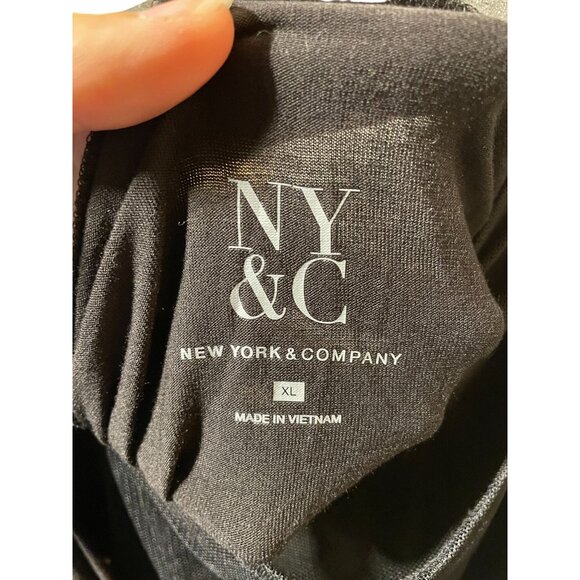 NY
&C
NEW YORK & COMPANY
XL
MADE IN VIETNAM